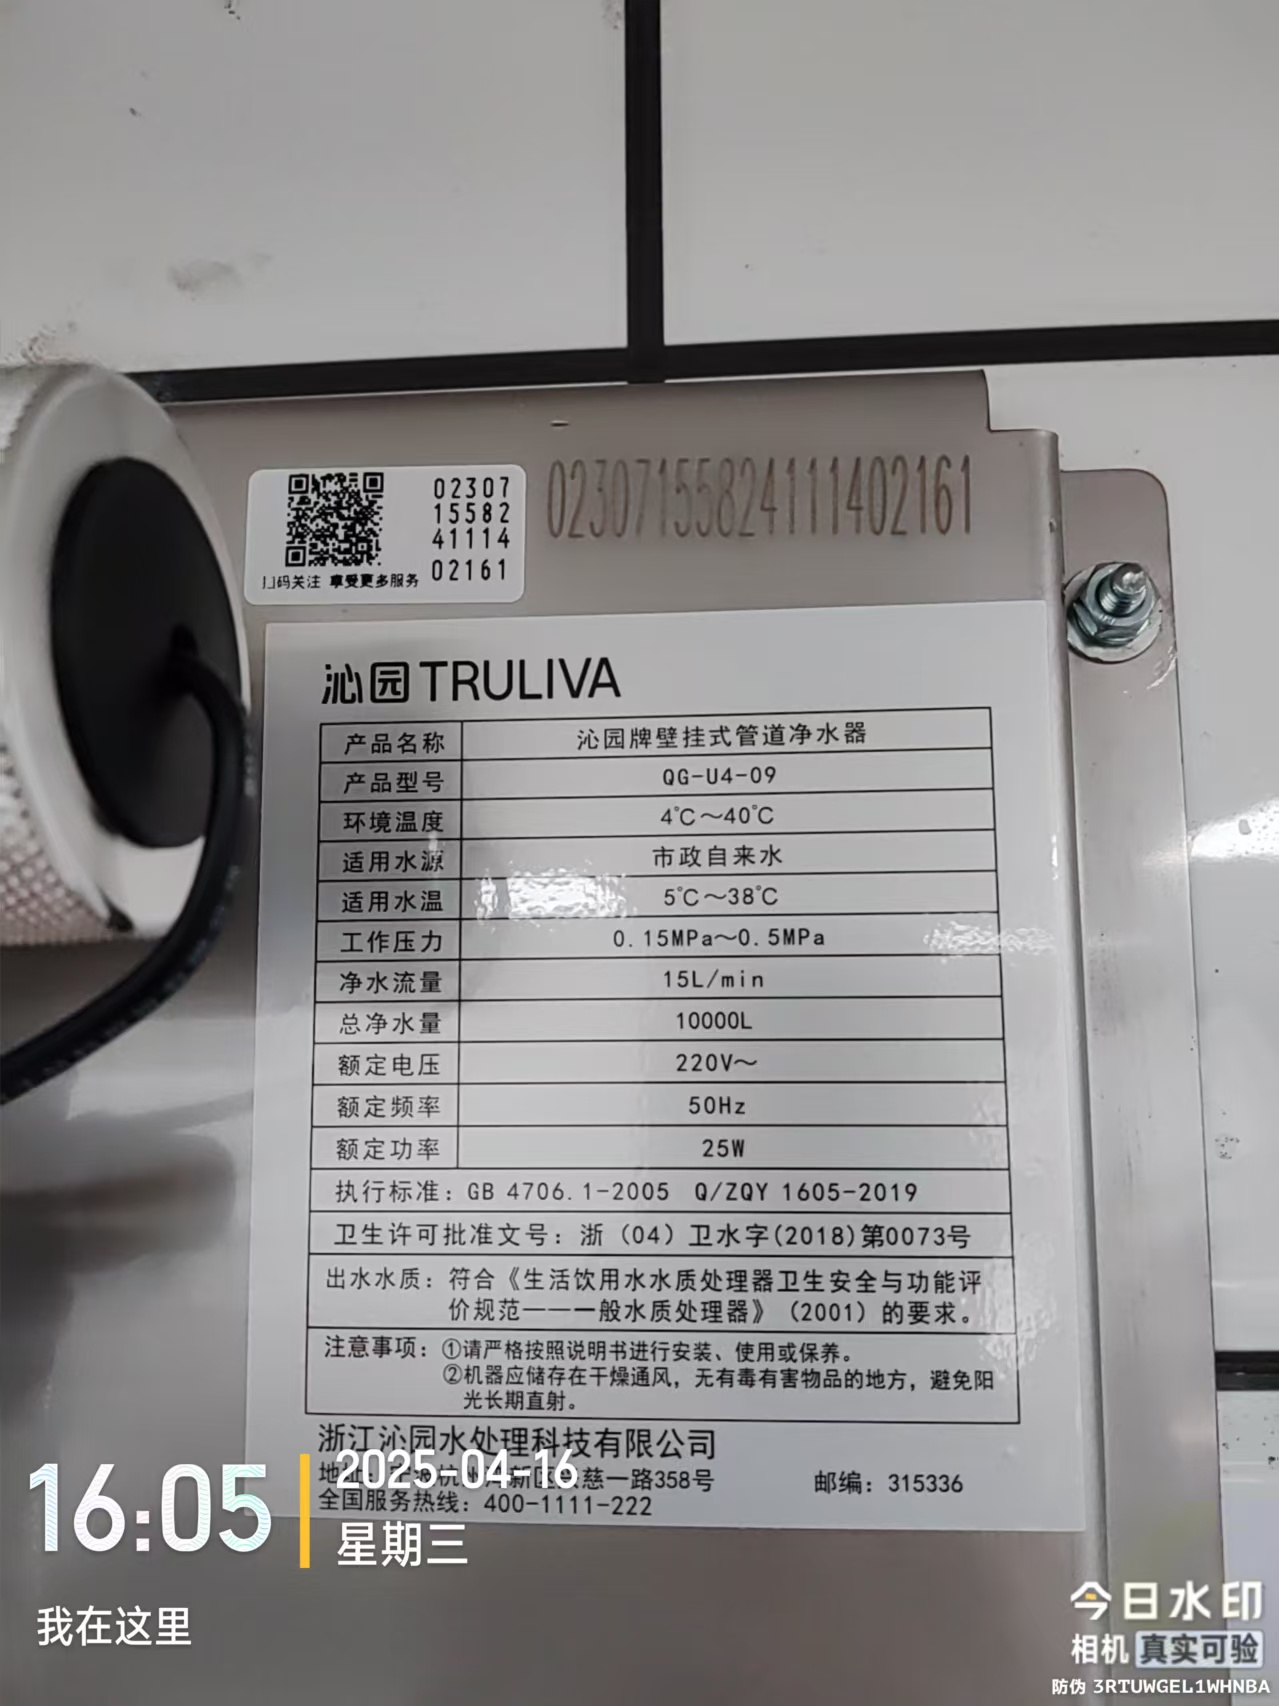 02307
15582
41114
02161
码关注 享受更多服务
02307155824111402161
沁园TRULIVA
产品名称 沁园牌壁挂式管道净水器
产品型号 QG-U4-09
环境温度 4℃～40℃
适用水源 市政自来水
适用水温 5℃～38℃
工作压力 0.15MPa～0.5MPa
净水流量 15L/min
总净水量 10000L
额定电压 220V～
额定频率 50Hz
额定功率 25W
执行标准：GB 4706.1-2005 Q/ZQY 1605-2019
卫生许可批准文号：浙（04）卫水字(2018)第0073号
出水水质：符合《生活饮用水水质处理器卫生安全与功能评
价规范——一般水质处理器》（2001）的要求。
注意事项：①请严格按照说明书进行安装、使用或保养。
②机器应储存在干燥通风，无有毒有害物品的地方，避免阳
光长期直射。
浙江沁园水处理科技有限公司
慈一路358号 邮编：315336
全国服务热线：400-1111-222
16:05
2025-04-16
星期三
我在这里
今日水印
相机 真实可验
防伪 3RTUWGEL1WHNBA